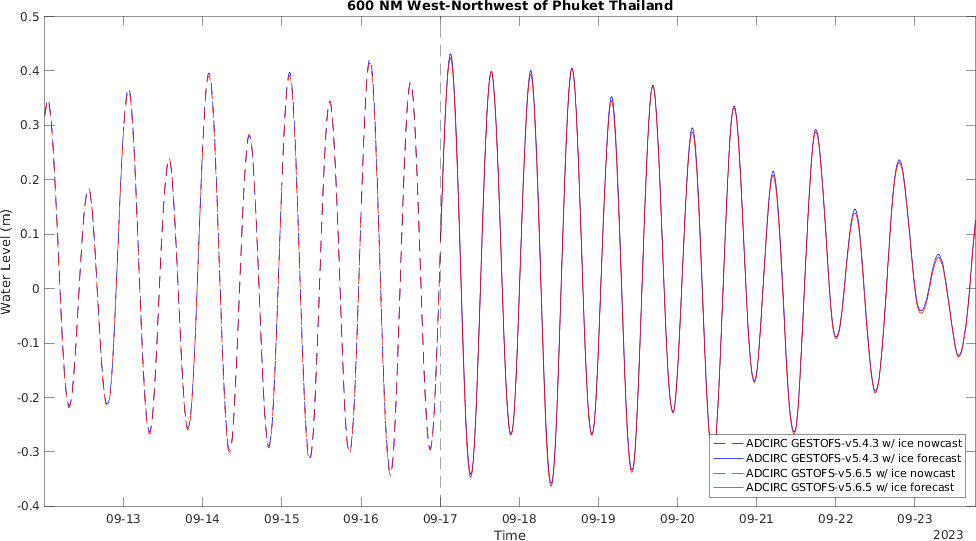 600 NM West-Northwest of Phuket Thailand
0.5
0.4
0.3
0.2
0.1
0
-0.1
-0.2
-0.3
-0.4
Water Level (m)
ADCIRC GESTOFS-v5.4.3 w/ ice nowcast
ADCIRC GESTOFS-v5.4.3 w/ ice forecast
ADCIRC GSTOFS-v5.6.5 w/ ice nowcast
ADCIRC GSTOFS-v5.6.5 w/ ice forecast
09-13 09-14 09-15 09-16 09-17 09-18 09-19 09-20 09-21 09-22 09-23
Time
2023